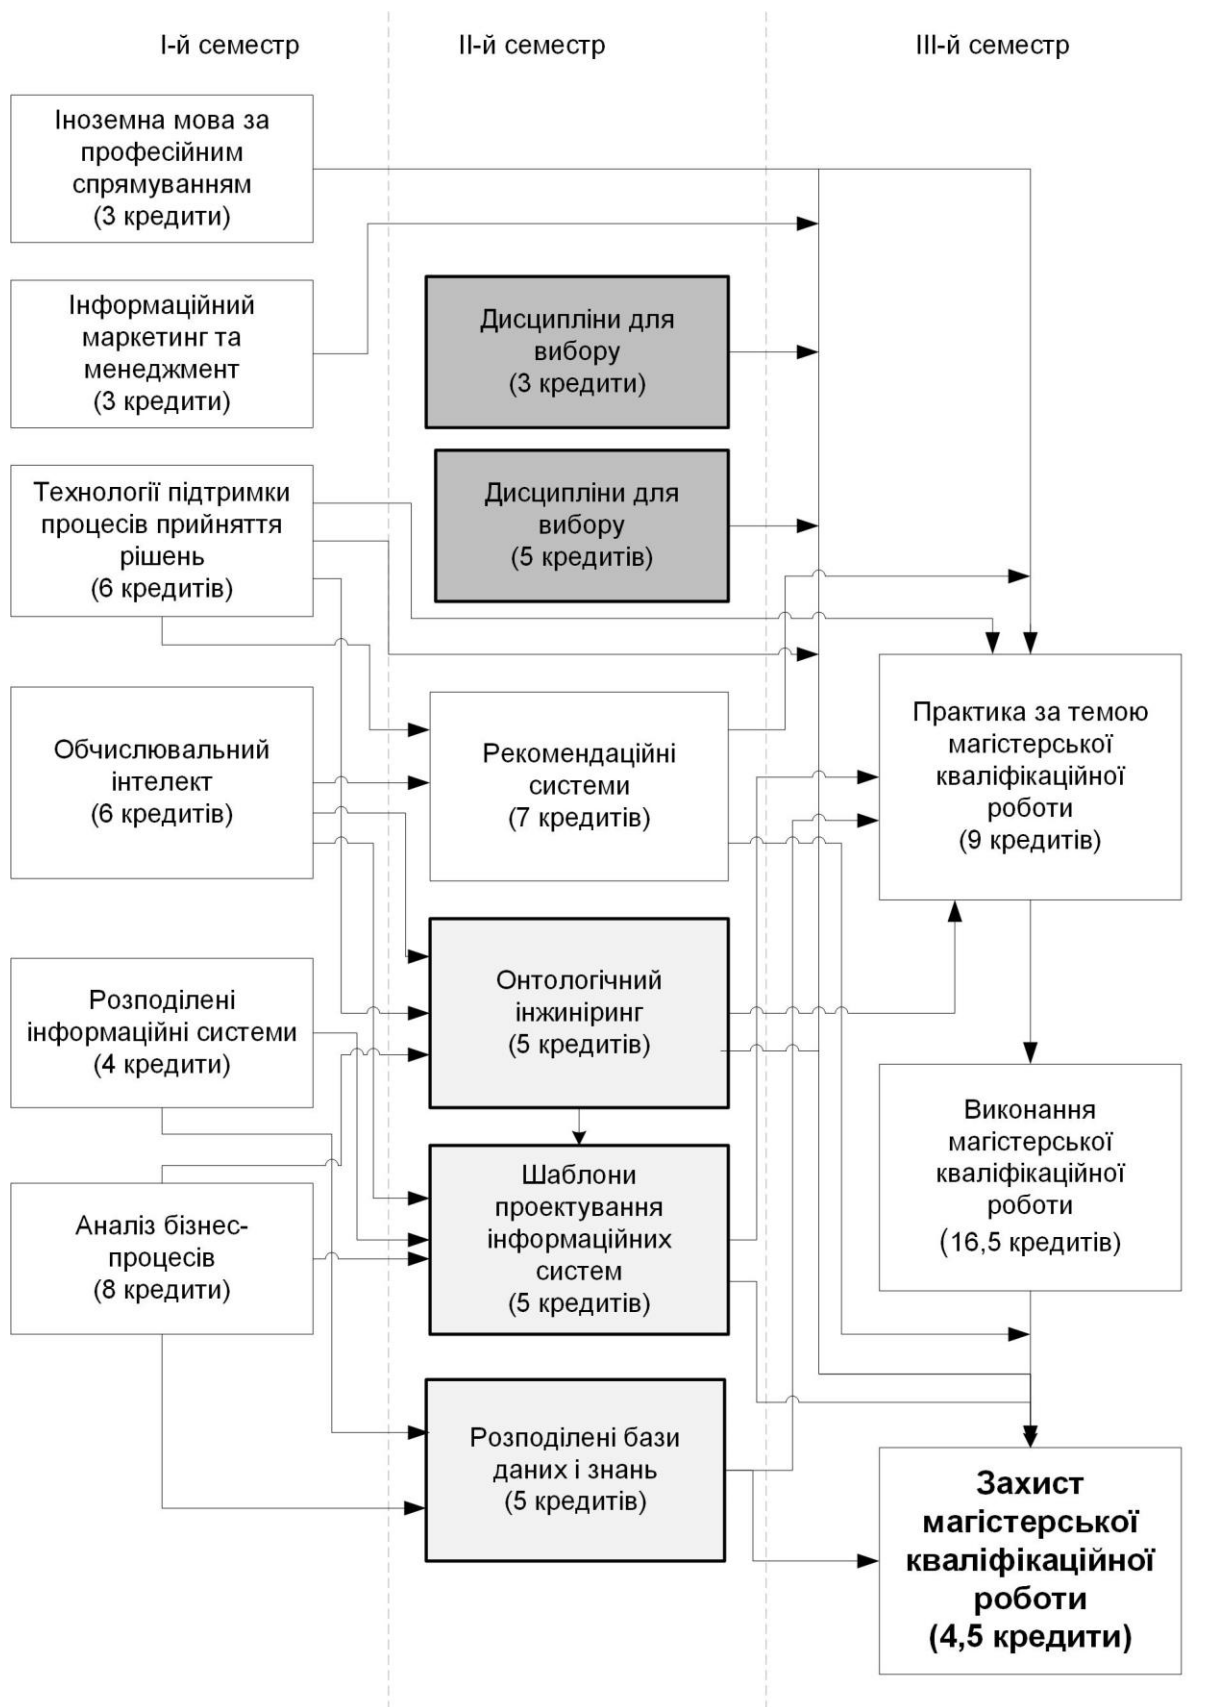 І-й семестр
ІІ-й семестр
ІІІ-й семестр
Іноземна мова за
професійним
спрямуванням
(3 кредити)
Інформаційний
маркетинг та
менеджмент
(3 кредити)
Технології підтримки
процесів прийняття
рішень
(6 кредитів)
Обчислювальний
інтелект
(6 кредитів)
Розподілені
інформаційні системи
(4 кредити)
Аналіз бізнес-
процесів
(8 кредити)
Дисципліни для
вибору
(3 кредити)
Дисципліни для
вибору
(5 кредитів)
Рекомендаційні
системи
(7 кредитів)
Онтологічний
інжиніринг
(5 кредитів)
Шаблони
проектування
інформаційних
систем
(5 кредитів)
Розподілені бази
даних і знань
(5 кредитів)
Практика за темою
магістерської
кваліфікаційної
роботи
(9 кредитів)
Виконання
магістерської
кваліфікаційної
роботи
(16,5 кредитів)
Захист
магістерської
кваліфікаційної
роботи
(4,5 кредити)